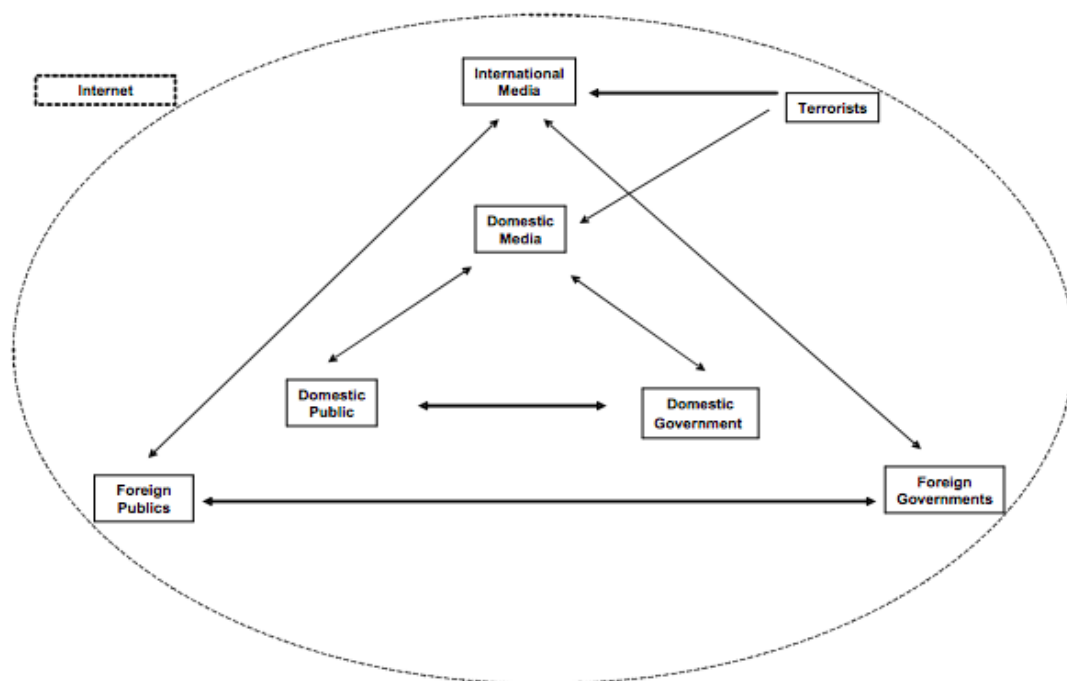 International
Media
Internet
Terrorists
Domestic
Media
Domestic
Public
Domestic
Government
Foreign
Publics
Foreign
Governments